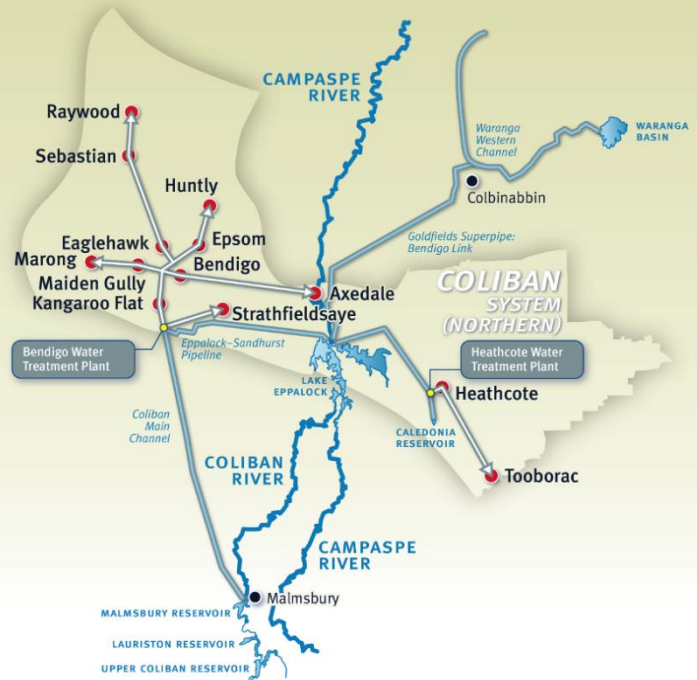 CAMPASPE
RIVER
Raywood
Sebastian
Waranga
Western
Channel
WARANGA
BASIN
Huntly
Colbinabbin
Eaglehawk
Epsom
Goldfields Superpipe:
Bendigo Link
Marong
Bendigo
Maiden Gully
Kangaroo Flat
Axedale
COLIBAN
SYSTEM
(NORTHERN)
Strathfieldsaye
Bendigo Water
Treatment Plant
Eppalock–Sandhurst
Pipeline
Heathcote Water
Treatment Plant
LAKE
EPPALOCK
Heathcote
Coliban
Main
Channel
CALEDONIA
RESERVOIR
COLIBAN
RIVER
Tooborac
CAMPASPE
RIVER
Malmsbury
MALMSBURY RESERVOIR
LAURISTON RESERVOIR
UPPER COLIBAN RESERVOIR